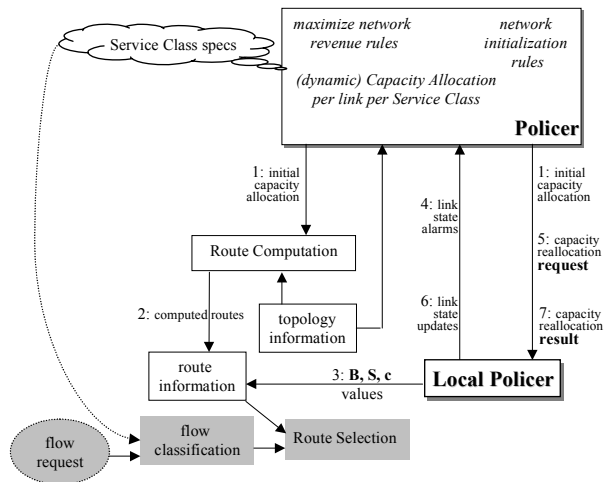 Service Class specs
maximize network
revenue rules
network
initialization
rules
(dynamic) Capacity Allocation
per link per Service Class
Policer
1: initial
capacity
allocation
4: link
state
alarms
1: initial
capacity
allocation
5: capacity
reallocation
request
Route Computation
2: computed routes
topology
information
6: link
state
updates
7: capacity
reallocation
result
route
information
3: B, S, c
values
Local Policer
flow
request
flow
classification
Route Selection